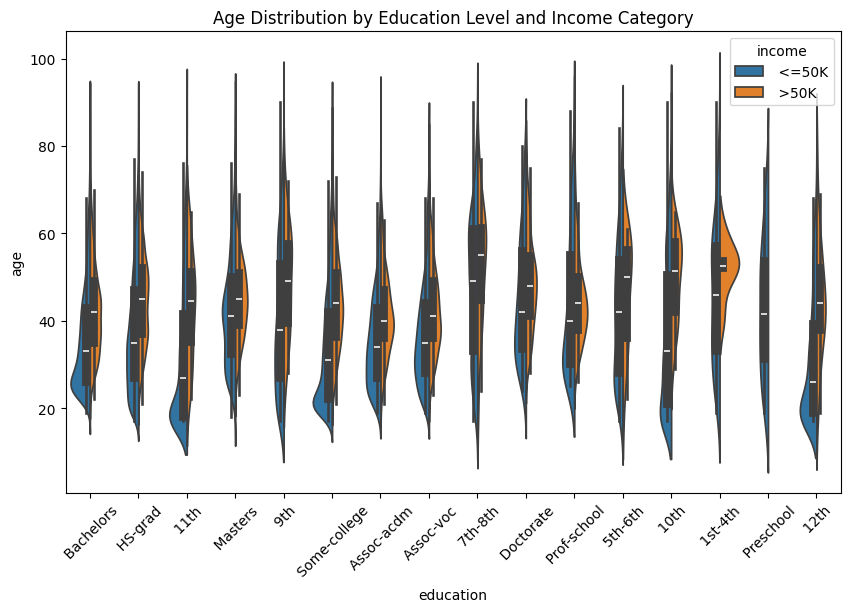 Age Distribution by Education Level and Income Category
income
<=50K
>50K
age
100
80
60
40
20
Bachelors
HS-grad
11th
Masters
9th
Some-college
Assoc-acdm
Assoc-voc
7th-8th
Doctorate
Prof-school
5th-6th
10th
1st-4th
Preschool
12th
education